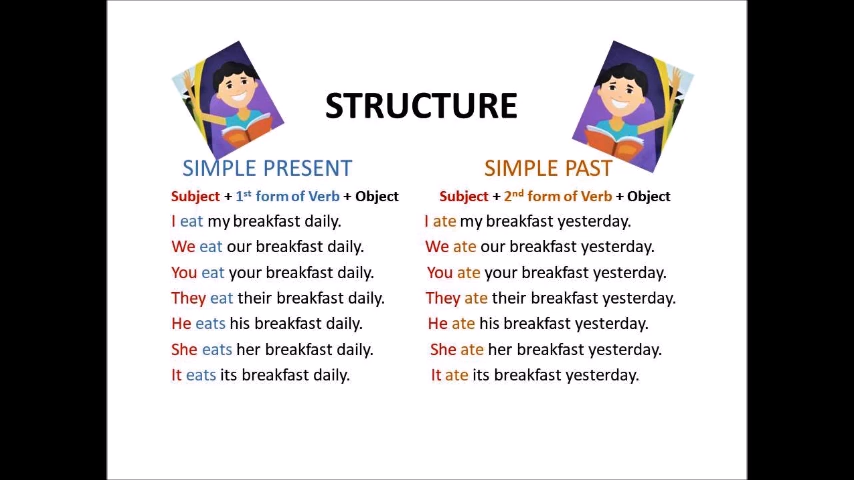 STRUCTURE
SIMPLE PRESENT
Subject + 1st form of Verb + Object
I eat my breakfast daily.
We eat our breakfast daily.
You eat your breakfast daily.
They eat their breakfast daily.
He eats his breakfast daily.
She eats her breakfast daily.
It eats its breakfast daily.
SIMPLE PAST
Subject + 2nd form of Verb + Object
I ate my breakfast yesterday.
We ate our breakfast yesterday.
You ate your breakfast yesterday.
They ate their breakfast yesterday.
He ate his breakfast yesterday.
She ate her breakfast yesterday.
It ate its breakfast yesterday.